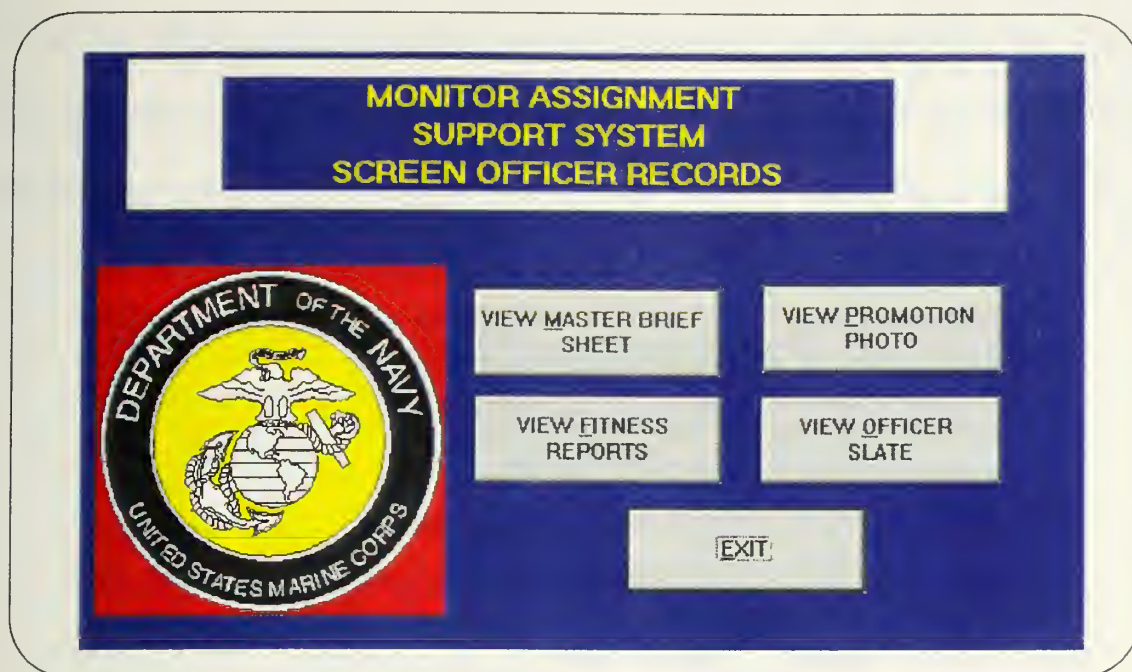 MONITOR ASSIGNMENT
SUPPORT SYSTEM
SCREEN OFFICER RECORDS
DEPARTMENT OF THE NAVY
UNITED STATES MARINE CORPS
VIEW MASTER BRIEF
SHEET
VIEW PROMOTION
PHOTO
VIEW FITNESS
REPORTS
VIEW OFFICER
SLATE
EXIT